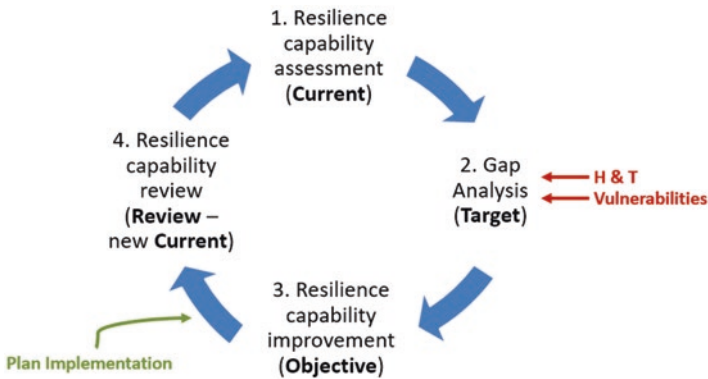 1. Resilience
capability
assessment
(Current)
2. Gap
Analysis
(Target)
H & T
Vulnerabilities
3. Resilience
capability
improvement
(Objective)
4. Resilience
capability
review
(Review –
new Current)
Plan Implementation